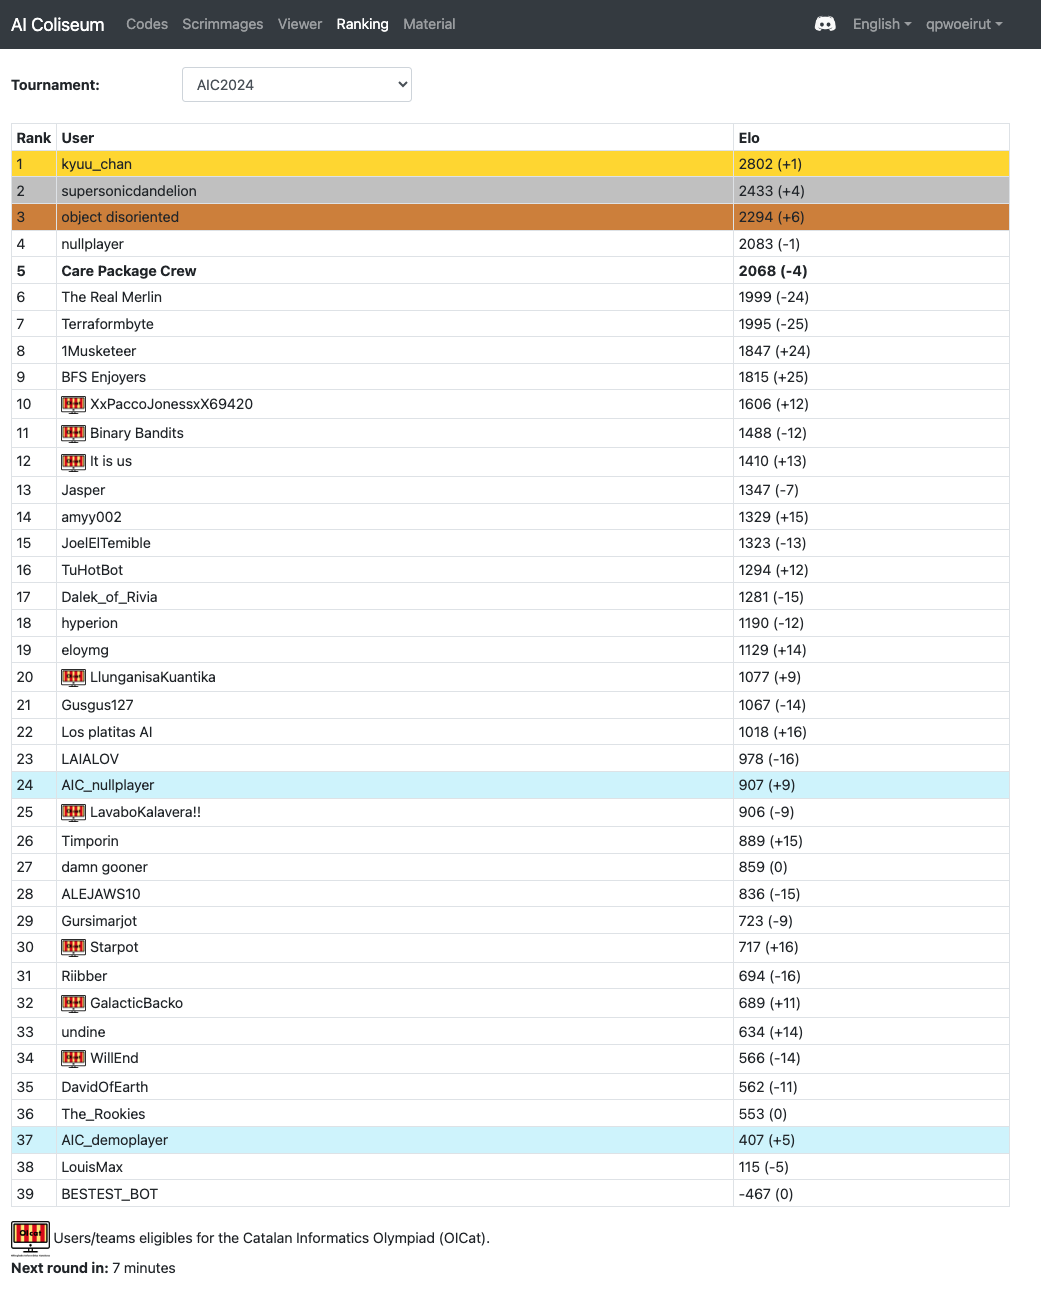 AI Coliseum Codes Scrimmages Viewer Ranking Material English qpwoeirut
Tournament: AIC2024
Rank User Elo
1 kyuu_chan 2802 (+1)
2 supersonicdandelion 2433 (+4)
3 object disoriented 2294 (+6)
4 nullplayer 2083 (-1)
5 Care Package Crew 2068 (-4)
6 The Real Merlin 1999 (-24)
7 Terraformbyte 1995 (-25)
8 1Musketeer 1847 (+24)
9 BFS Enjoyers 1815 (+25)
10 XxPaccoJonessxX69420 1606 (+12)
11 Binary Bandits 1488 (-12)
12 It is us 1410 (+13)
13 Jasper 1347 (-7)
14 amyy002 1329 (+15)
15 JoelElTemible 1323 (-13)
16 TuHotBot 1294 (+12)
17 Dalek_of_Rivia 1281 (-15)
18 hyperion 1190 (-12)
19 eloymg 1129 (+14)
20 LlunganisaKuantika 1077 (+9)
21 Gusgus127 1067 (-14)
22 Los platitas AI 1018 (+16)
23 LAIALOV 978 (-16)
24 AIC_nullplayer 907 (+9)
25 LavaboKalavera!! 906 (-9)
26 Timporin 889 (+15)
27 damn gooner 859 (0)
28 ALEJAWS10 836 (-15)
29 Gursimarjot 723 (-9)
30 Starpot 717 (+16)
31 Riibber 694 (-16)
32 GalacticBacko 689 (+11)
33 undine 634 (+14)
34 WillEnd 566 (-14)
35 DavidOfEarth 562 (-11)
36 The_Rookies 553 (0)
37 AIC_demoplayer 407 (+5)
38 LouisMax 115 (-5)
39 BESTEST_BOT -467 (0)
Users/teams eligibles for the Catalan Informatics Olympiad (OICat).
Next round in: 7 minutes